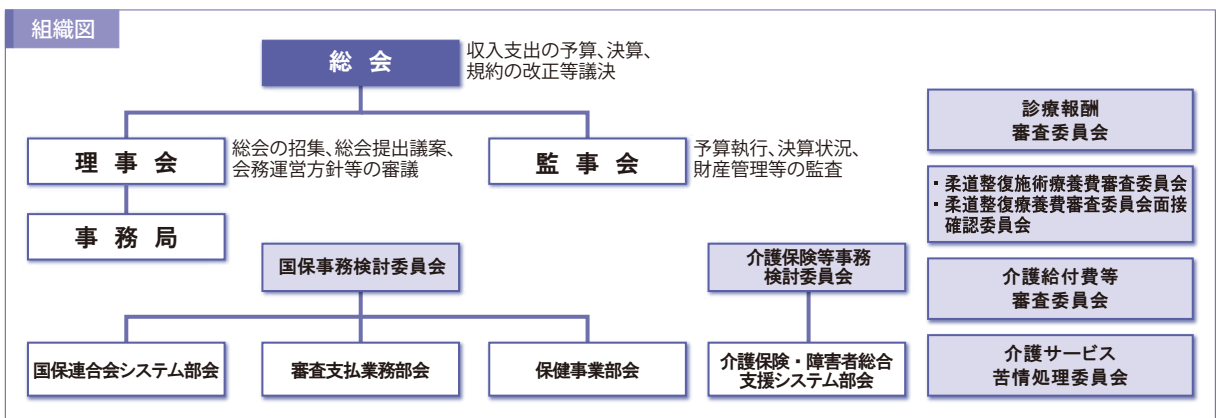 組織図
総会
収入支出の予算、決算、
規約の改正等議決
理事会
総会の招集、総会提出議案、
会務運営方針等の審議
監事会
予算執行、決算状況、
財産管理等の監査
事務局
国保事務検討委員会
国保連合会システム部会
審査支払業務部会
保健事業部会
介護保険等事務
検討委員会
介護保険・障害者総合
支援システム部会
診療報酬
審査委員会
・柔道整復施術療養費審査委員会
・柔道整復療養費審査委員会面接
確認委員会
介護給付費等
審査委員会
介護サービス
苦情処理委員会